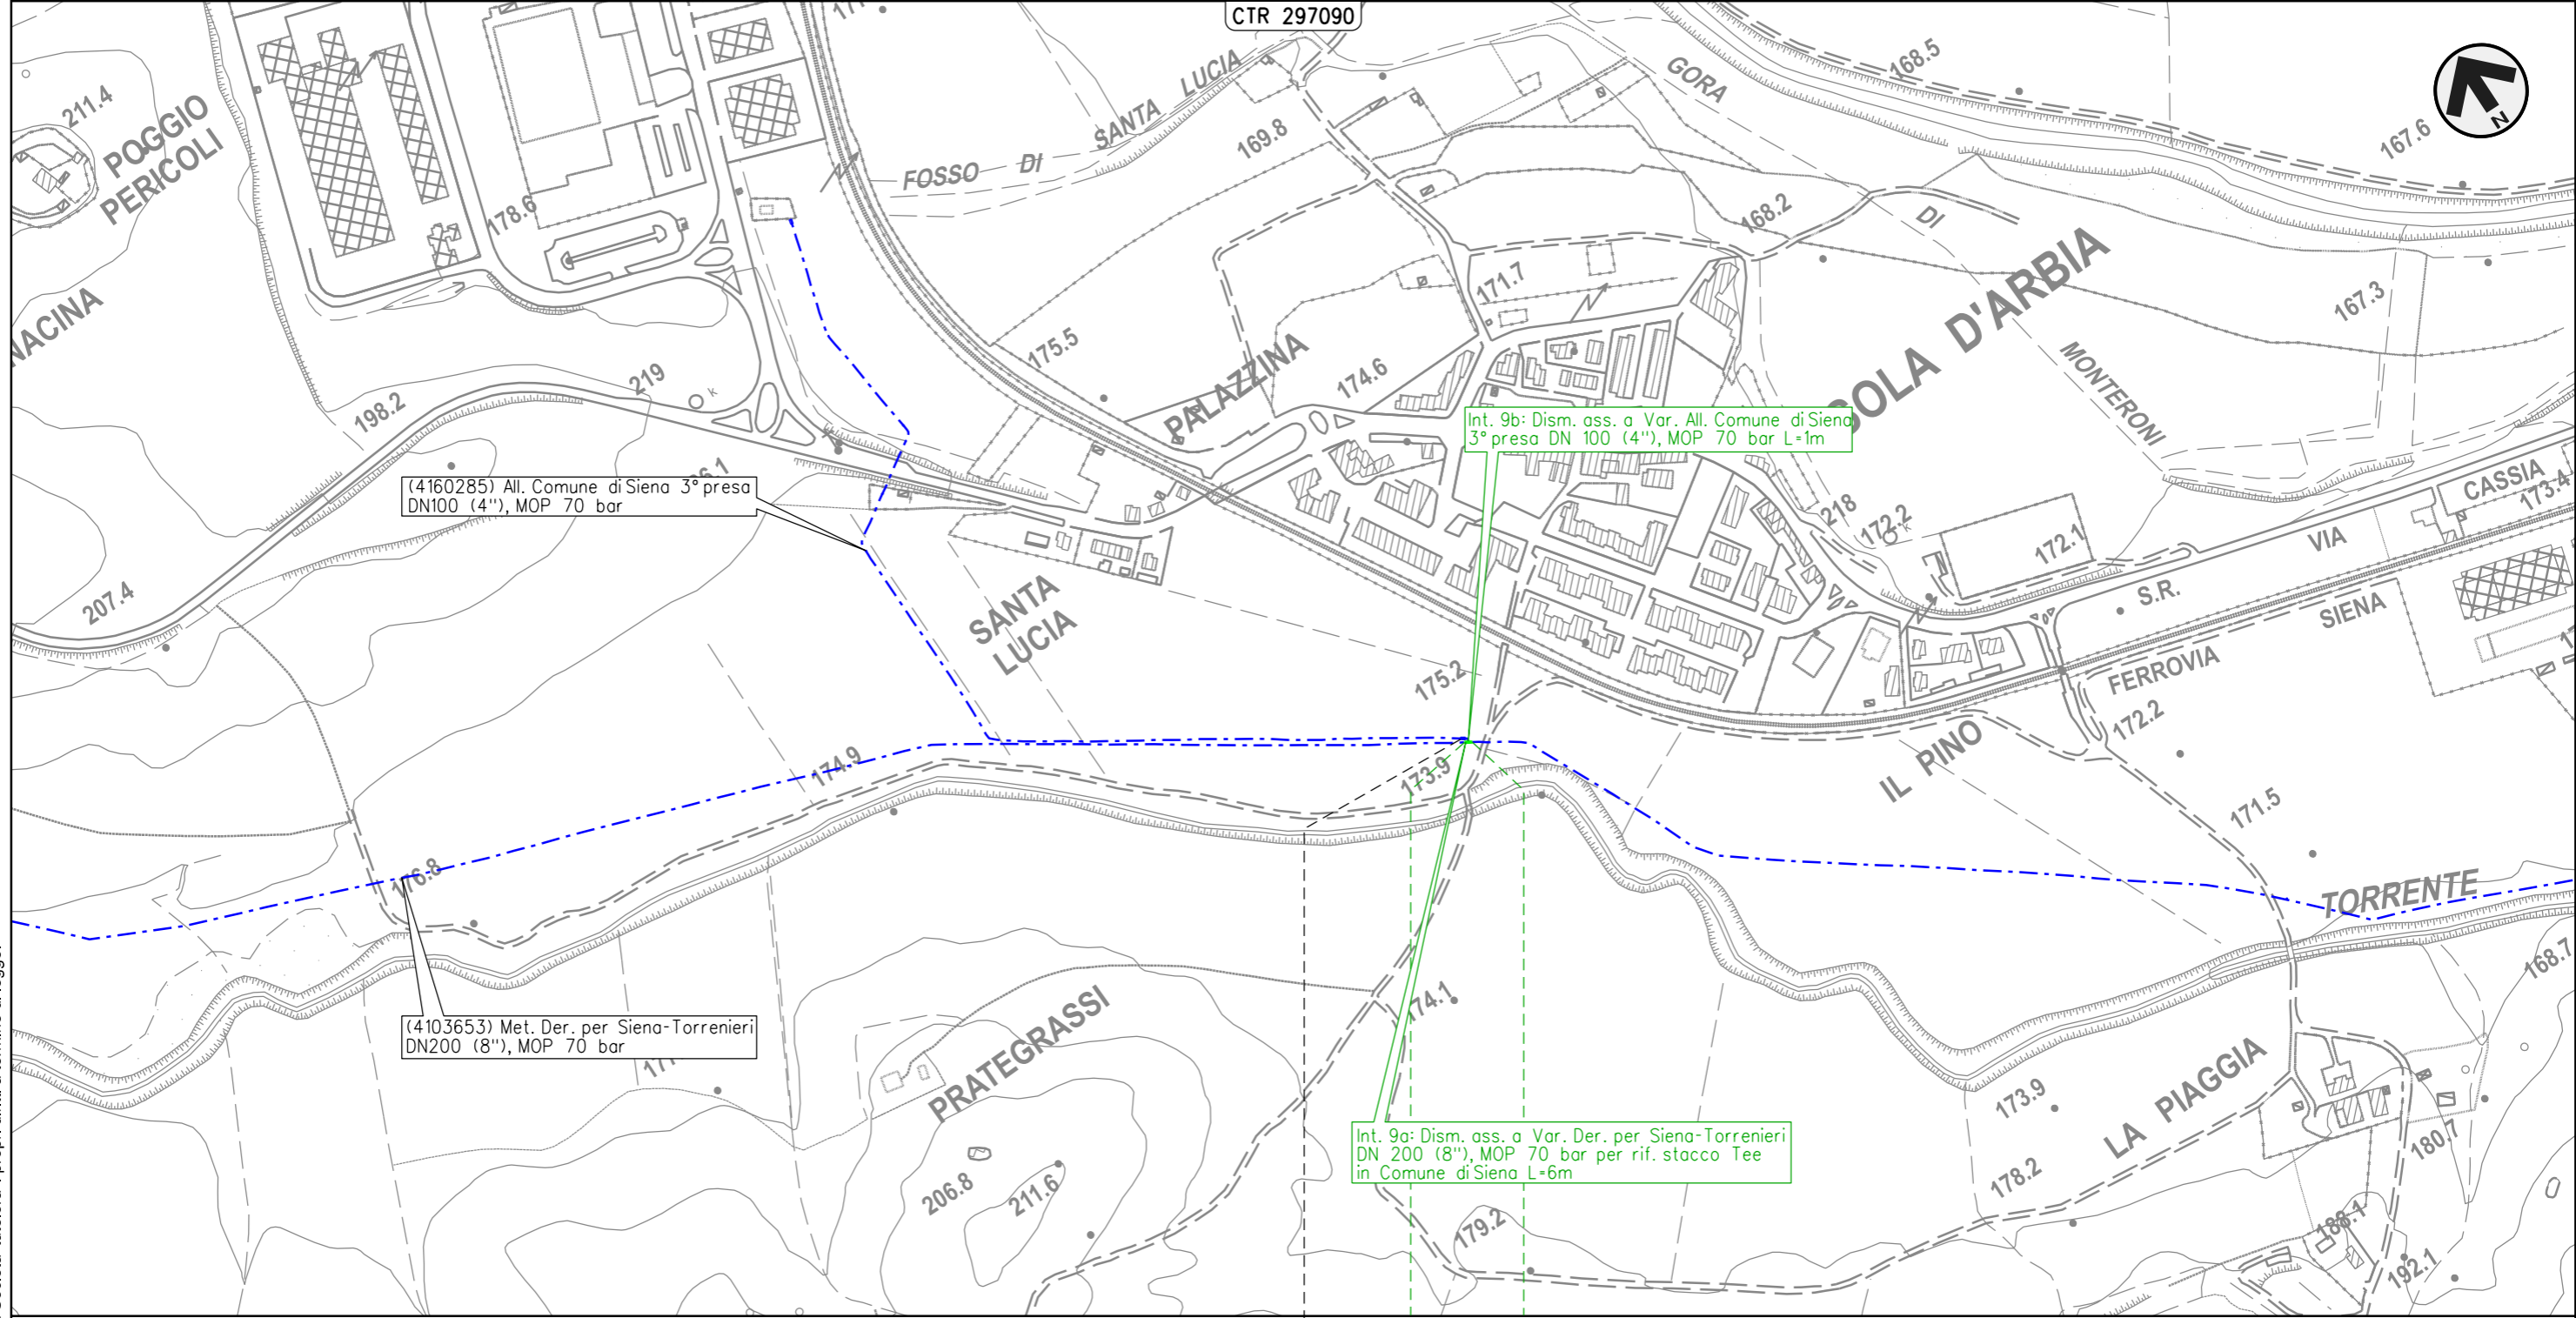 CTR 297090
N
211.4
POGGIO
PERICOLI
NACINA
178.6
FOSSO DI SANTA LUCIA
169.8
GORA
168.5
167.6
168.2
DI
167.3
MONTERONI
171.7
175.5
PALAZZINA
174.6
219
K
198.2
Int. 9b: Dism. ass. a Var. All. Comune di Siena
3° presa DN 100 (4"), MOP 70 bar L=1m
SOLA D'ARBIA
(4160285) All. Comune di Siena 3° presa
DN100 (4"), MOP 70 bar
207.4
SANTA
LUCIA
218
172.2
K
172.1
S.R.
VIA
CASSIA
173.4
FERROVIA
SIENA
175.2
172.2
IL PINO
174.9
173.9
171.5
176.8
TORRENTE
168.7
(4103653) Met. Der. per Siena-Torrenieri
DN200 (8"), MOP 70 bar
174.1
PRATEGRASSI
173.9
LA PIAGGIA
Int. 9a: Dism. ass. a Var. Der. per Siena-Torrenieri
DN 200 (8"), MOP 70 bar per rif. stacco Tee
in Comune di Siena L=6m
206.8
211.6
179.2
178.2
180.7
188.1
192.1